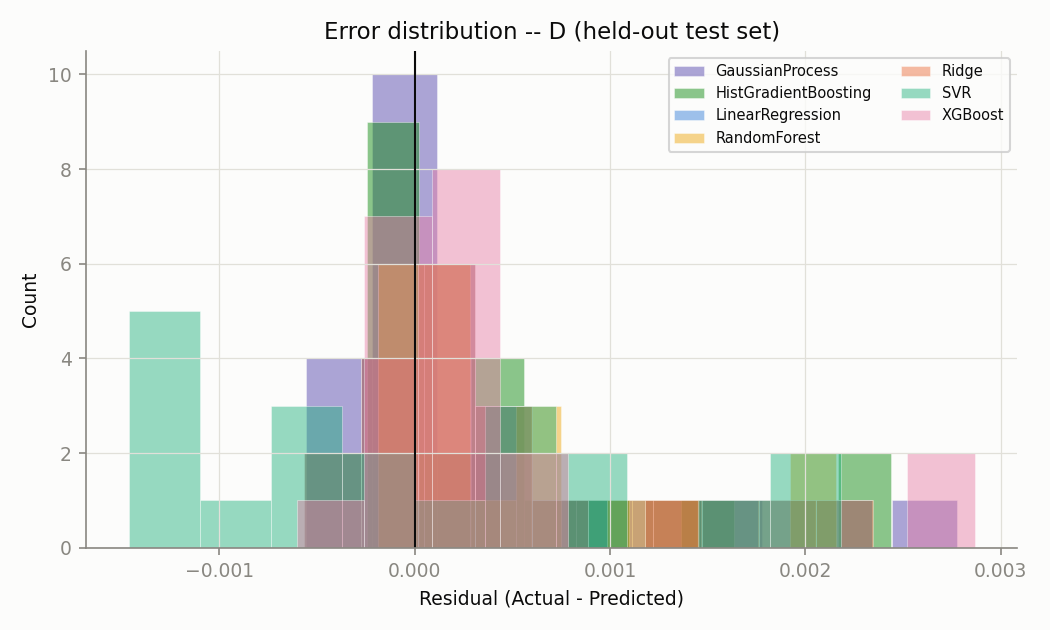 Error distribution -- D (held-out test set)
GaussianProcess
HistGradientBoosting
LinearRegression
RandomForest
Ridge
SVR
XGBoost
Count
10
8
6
4
2
0
−0.001
0.000
0.001
0.002
0.003
Residual (Actual - Predicted)